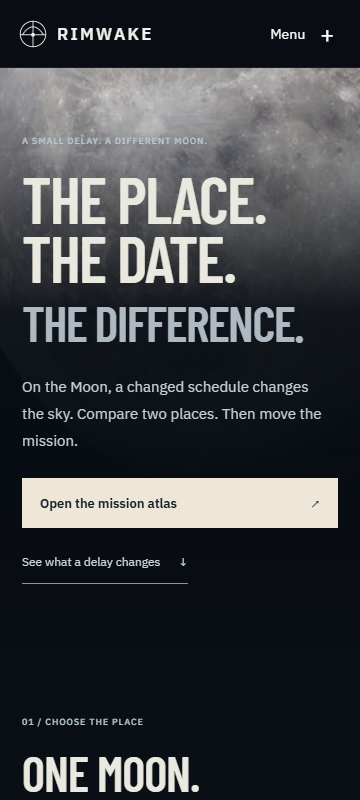 RIMWAKE
Menu +
A SMALL DELAY. A DIFFERENT MOON.
THE PLACE.
THE DATE.
THE DIFFERENCE.
On the Moon, a changed schedule changes
the sky. Compare two places. Then move the
mission.
Open the mission atlas ↗
See what a delay changes ↓
01 / CHOOSE THE PLACE
ONE MOON.